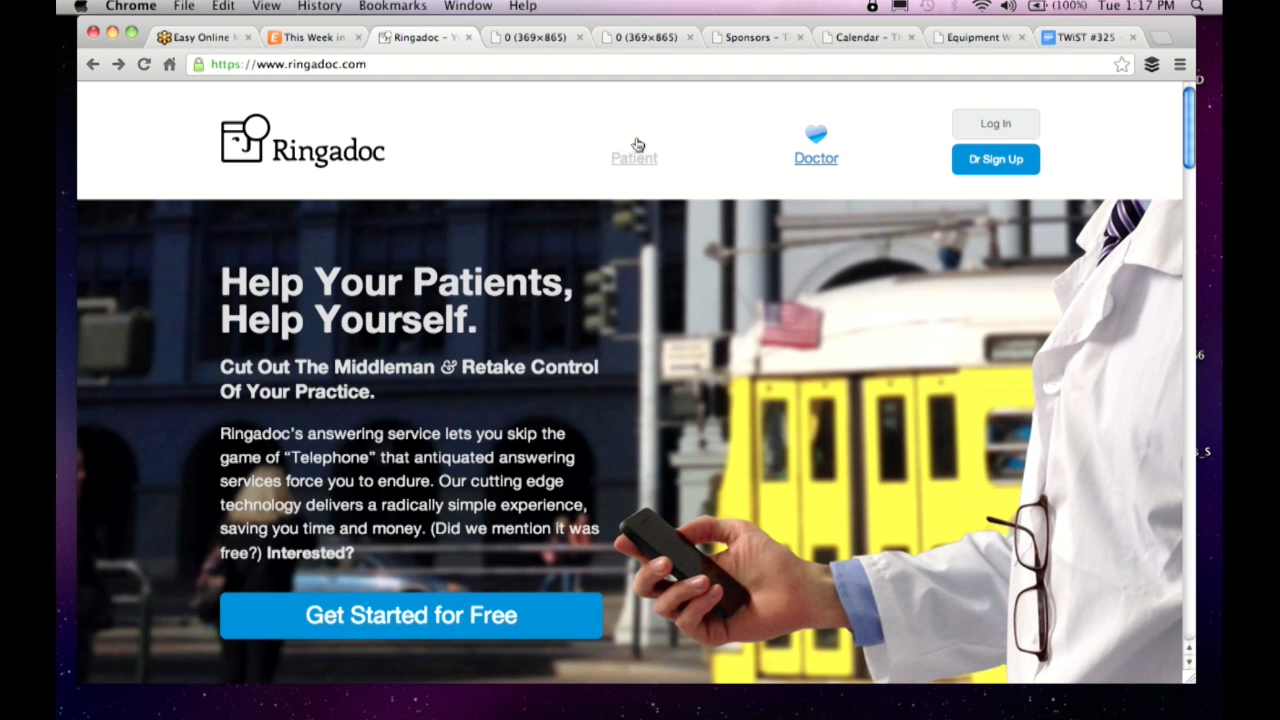 Chrome File Edit View History Bookmarks Window Help (100%) Tue 1:17 PM
Easy Online This Week in Ringadoc - 0 (369×865) 0 (369×865) Sponsors - Calendar - Equipment TWiST #325 -
https://www.ringadoc.com
Ringadoc
Patient
Doctor
Log In
Dr Sign Up
Help Your Patients,
Help Yourself.
Cut Out The Middleman & Retake Control
Of Your Practice.
Ringadoc's answering service lets you skip the
game of “Telephone” that antiquated answering
services force you to endure. Our cutting edge
technology delivers a radically simple experience,
saving you time and money. (Did we mention it was
free?) Interested?
Get Started for Free